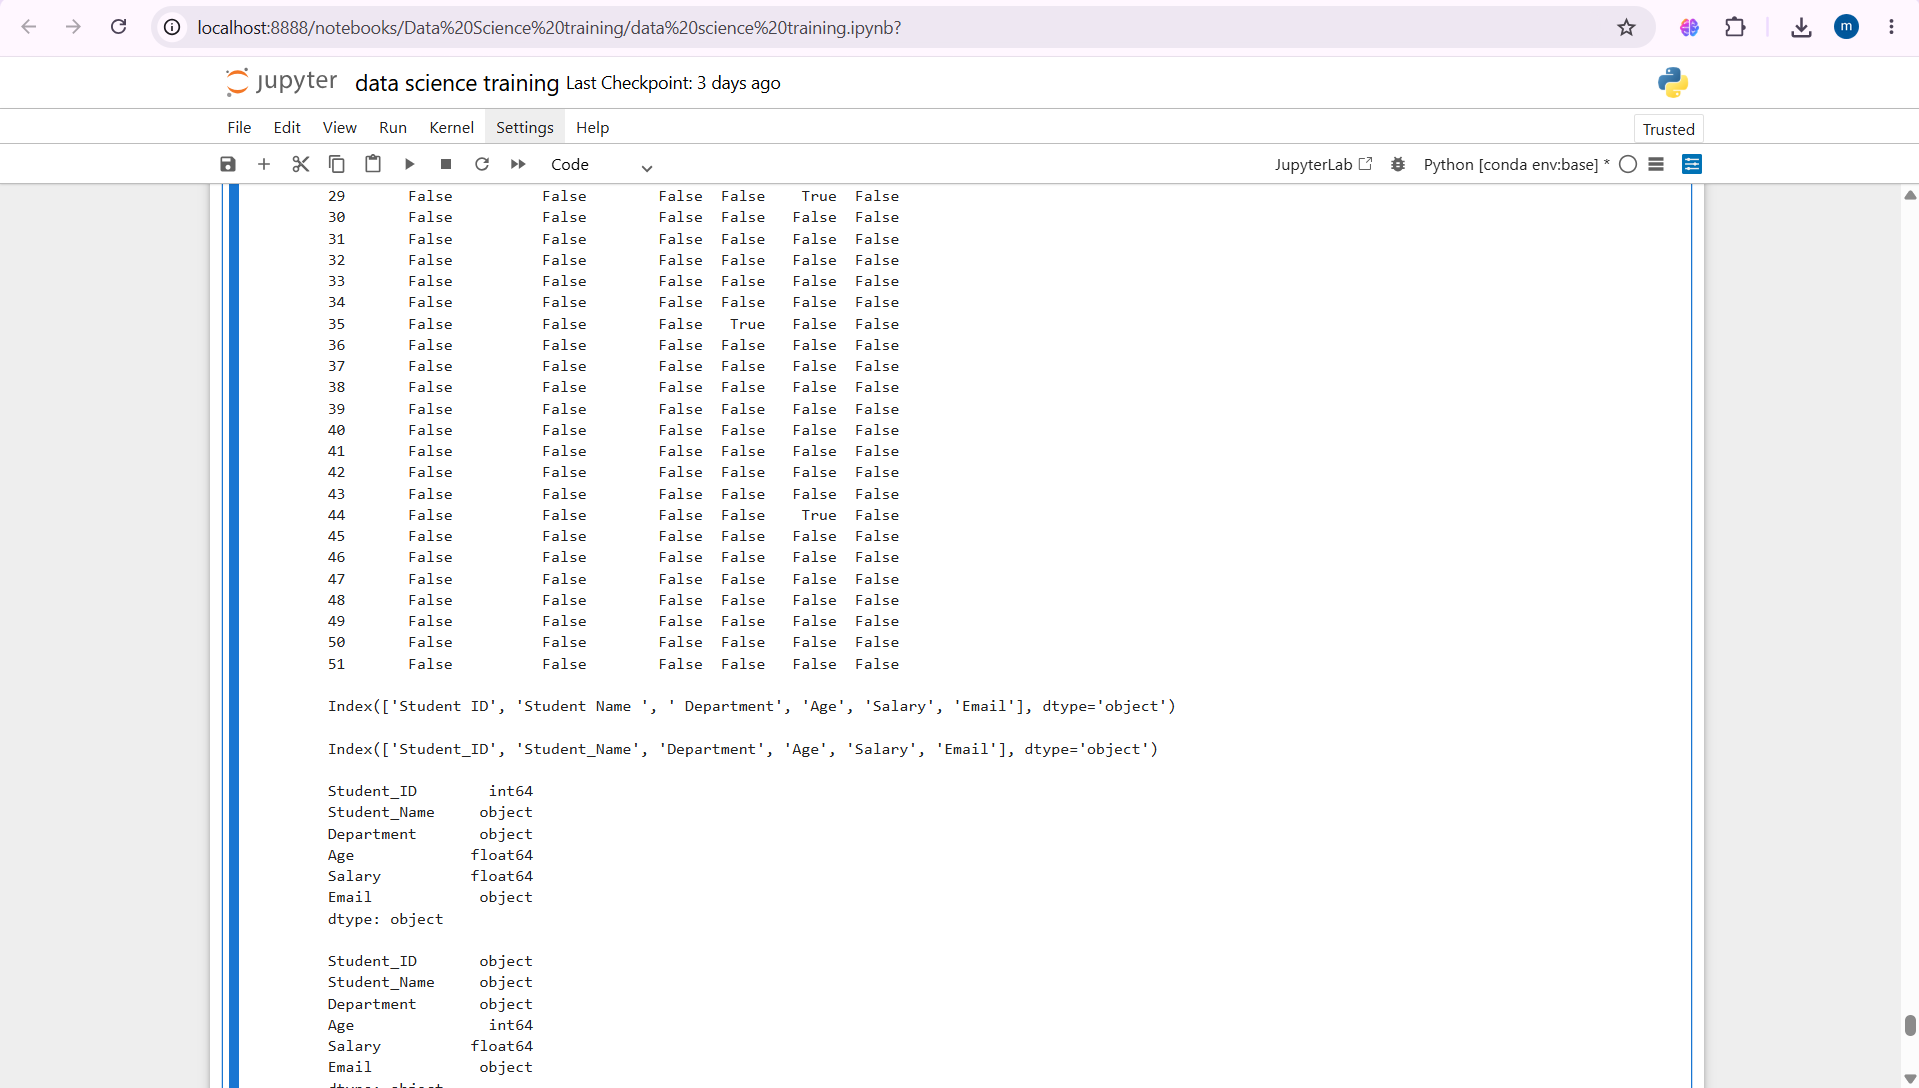 localhost:8888/notebooks/Data%20Science%20training/data%20science%20training.ipynb?
m
jupyter data science training Last Checkpoint: 3 days ago
File Edit View Run Kernel Settings Help
Trusted
Code
JupyterLab Python [conda env:base] *
29 False False False False True False
30 False False False False False False
31 False False False False False False
32 False False False False False False
33 False False False False False False
34 False False False False False False
35 False False False True False False
36 False False False False False False
37 False False False False False False
38 False False False False False False
39 False False False False False False
40 False False False False False False
41 False False False False False False
42 False False False False False False
43 False False False False False False
44 False False False False True False
45 False False False False False False
46 False False False False False False
47 False False False False False False
48 False False False False False False
49 False False False False False False
50 False False False False False False
51 False False False False False False
Index(['Student ID', 'Student Name ', ' Department', 'Age', 'Salary', 'Email'], dtype='object')
Index(['Student_ID', 'Student_Name', 'Department', 'Age', 'Salary', 'Email'], dtype='object')
Student_ID int64
Student_Name object
Department object
Age float64
Salary float64
Email object
dtype: object
Student_ID object
Student_Name object
Department object
Age int64
Salary float64
Email object
dtype: object